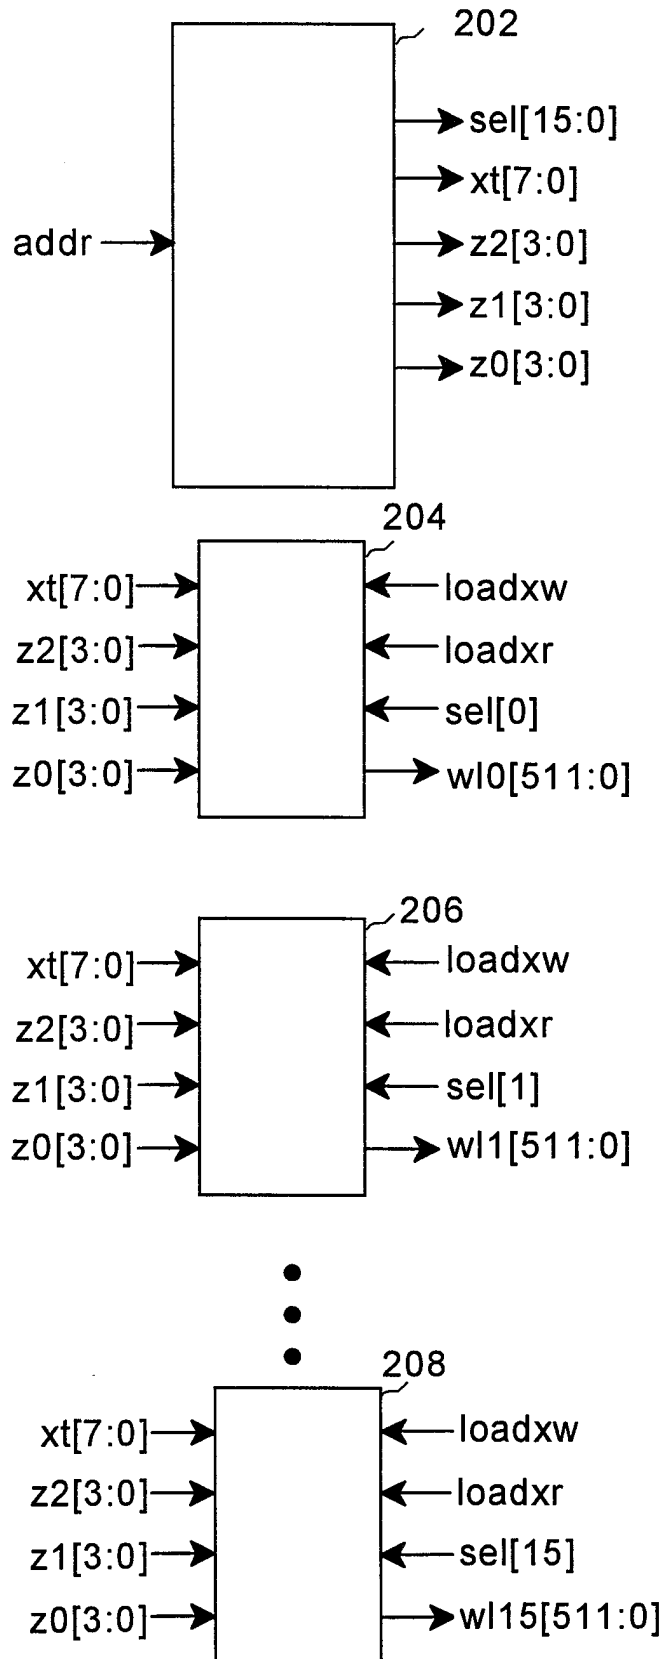 202
sel[15:0]
xt[7:0]
addr
z2[3:0]
z1[3:0]
z0[3:0]
204
xt[7:0] loadxw
z2[3:0] loadxr
z1[3:0] sel[0]
z0[3:0] wl0[511:0]
206
xt[7:0] loadxw
z2[3:0] loadxr
z1[3:0] sel[1]
z0[3:0] wl1[511:0]
208
xt[7:0] loadxw
z2[3:0] loadxr
z1[3:0] sel[15]
z0[3:0] wl15[511:0]